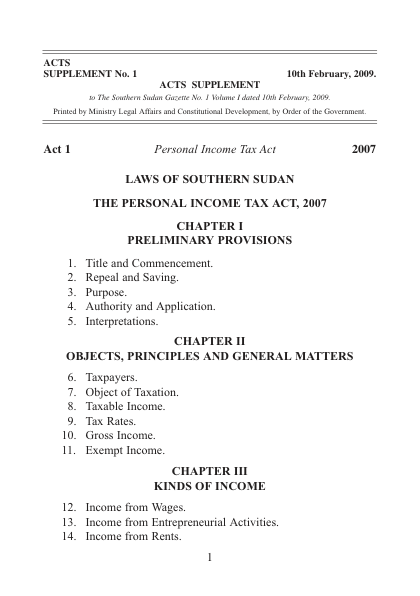 ACTS
SUPPLEMENT No. 1 10th February, 2009.
ACTS SUPPLEMENT
to The Southern Sudan Gazette No. 1 Volume I dated 10th February, 2009.
Printed by Ministry Legal Affairs and Constitutional Development, by Order of the Government.
Act 1 Personal Income Tax Act 2007
LAWS OF SOUTHERN SUDAN
THE PERSONAL INCOME TAX ACT, 2007
CHAPTER I
PRELIMINARY PROVISIONS
1. Title and Commencement.
2. Repeal and Saving.
3. Purpose.
4. Authority and Application.
5. Interpretations.
CHAPTER II
OBJECTS, PRINCIPLES AND GENERAL MATTERS
6. Taxpayers.
7. Object of Taxation.
8. Taxable Income.
9. Tax Rates.
10. Gross Income.
11. Exempt Income.
CHAPTER III
KINDS OF INCOME
12. Income from Wages.
13. Income from Entrepreneurial Activities.
14. Income from Rents.
1